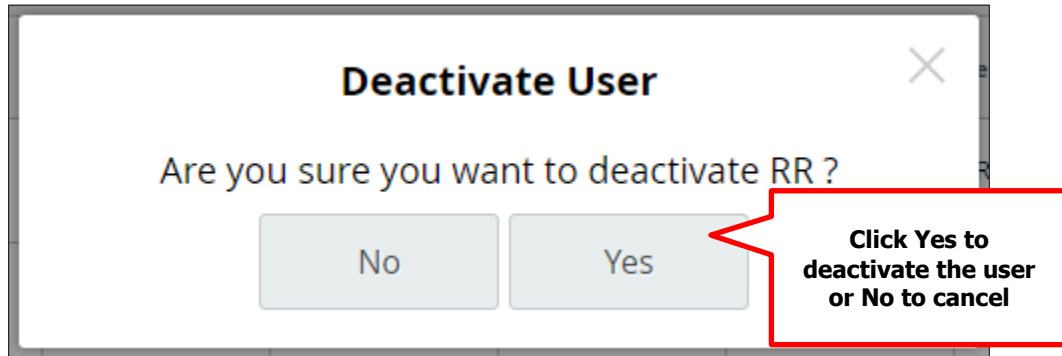 Deactivate User
Are you sure you want to deactivate RR ?
No
Yes
Click Yes to
deactivate the user
or No to cancel